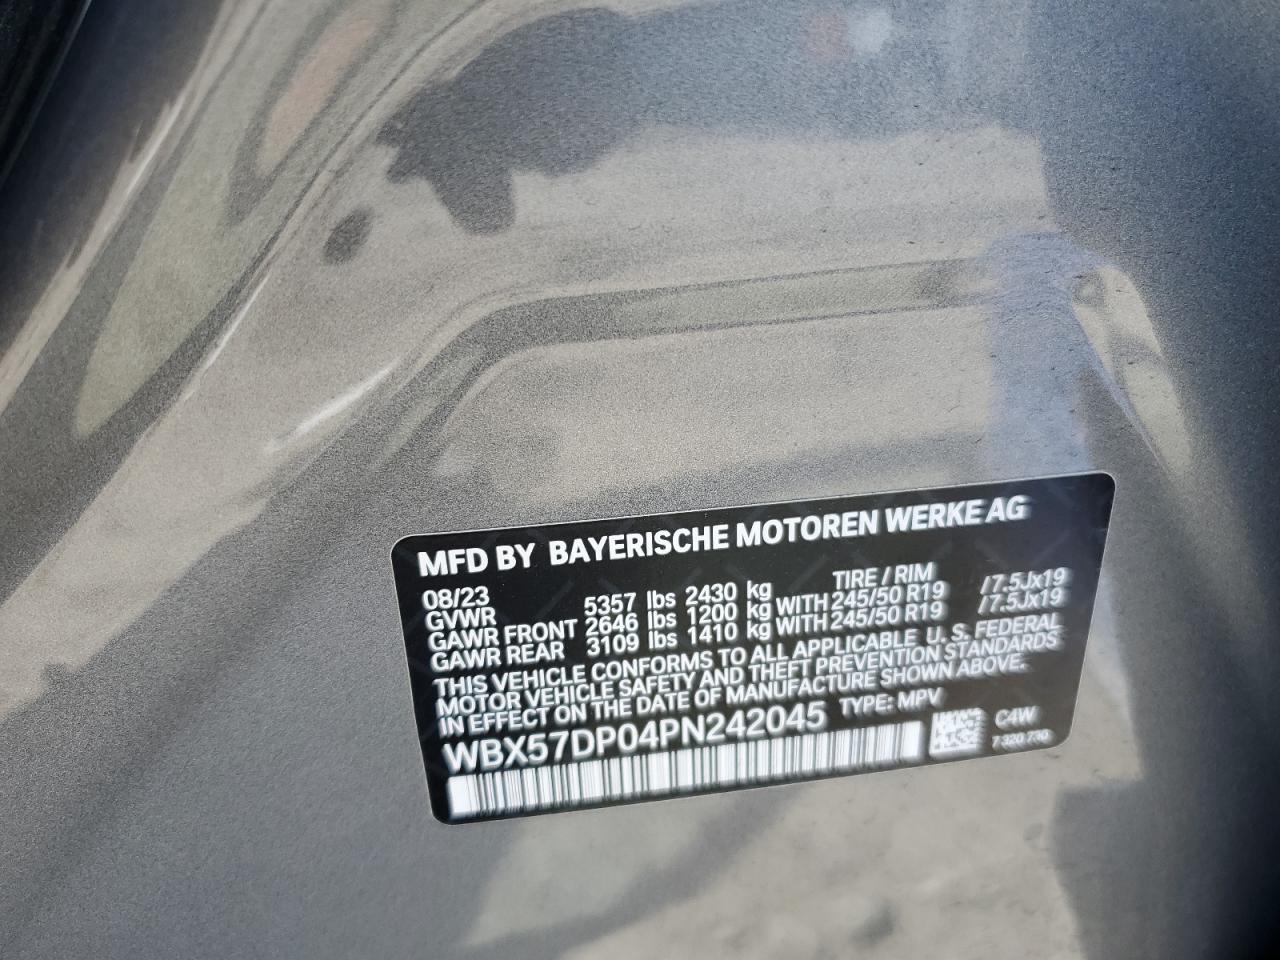 MFD BY BAYERISCHE MOTOREN WERKE AG
08/23 TIRE / RIM
GVWR 5357 lbs 2430 kg
GAWR FRONT 2646 lbs 1200 kg WITH 245/50 R19 /7.5Jx19
GAWR REAR 3109 lbs 1410 kg WITH 245/50 R19 /7.5Jx19
THIS VEHICLE CONFORMS TO ALL APPLICABLE U. S. FEDERAL
MOTOR VEHICLE SAFETY AND THEFT PREVENTION STANDARDS
IN EFFECT ON THE DATE OF MANUFACTURE SHOWN ABOVE.
WBX57DP04PN242045 TYPE: MPV
C4W
7 320 730